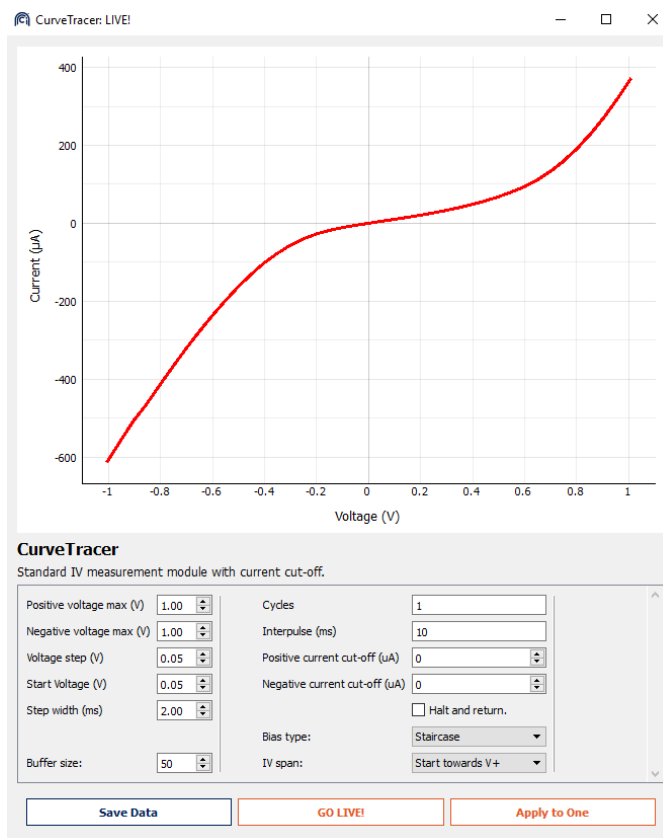 CurveTracer: LIVE!
400
200
0
-200
-400
-600
Current (µA)
-1 -0.8 -0.6 -0.4 -0.2 0 0.2 0.4 0.6 0.8 1
Voltage (V)
CurveTracer
Standard IV measurement module with current cut-off.
Positive voltage max (V) 1.00 Cycles 1
Negative voltage max (V) 1.00 Interpulse (ms) 10
Voltage step (V) 0.05 Positive current cut-off (uA) 0
Start Voltage (V) 0.05 Negative current cut-off (uA) 0
Step width (ms) 2.00 Halt and return.
Bias type: Staircase
Buffer size: 50 IV span: Start towards V+
Save Data GO LIVE! Apply to One